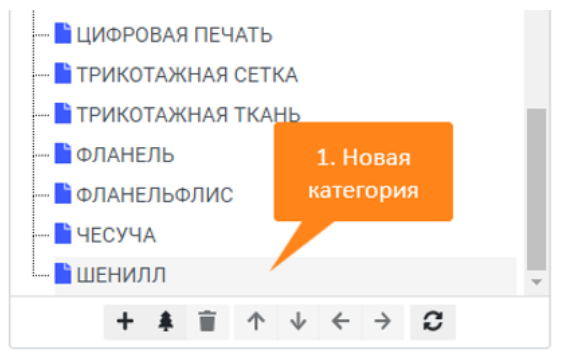 ЦИФРОВАЯ ПЕЧАТЬ
ТРИКОТАЖНАЯ СЕТКА
ТРИКОТАЖНАЯ ТКАНЬ
ФЛАНЕЛЬ
ФЛАНЕЛЬФЛИС
ЧЕСУЧА
ШЕНИЛЛ
1. Новая
категория